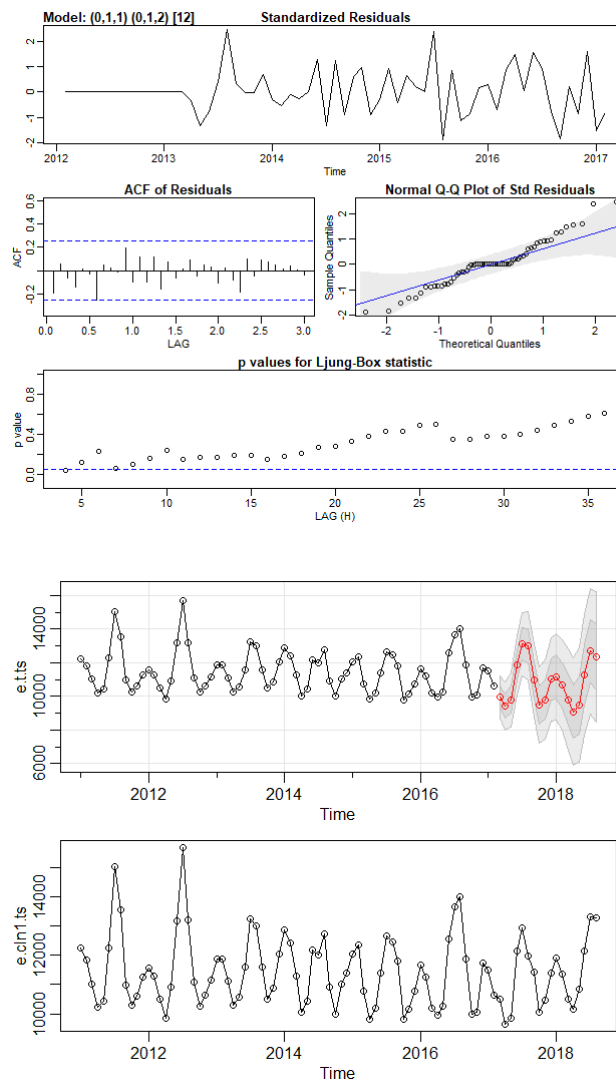 Model: (0,1,1) (0,1,2) [12] Standardized Residuals
2
1
0
-1
-2
2012 2013 2014 2015 2016 2017
Time
ACF of Residuals
ACF
0.6
0.2
-0.2
0.0 0.5 1.0 1.5 2.0 2.5 3.0
LAG
Normal Q-Q Plot of Std Residuals
Sample Quantiles
2
1
0
-1
-2
-2 -1 0 1 2
Theoretical Quantiles
p values for Ljung-Box statistic
p value
0.8
0.4
0.0
5 10 15 20 25 30 35
LAG (H)
e.t.ts
14000
10000
6000
2012 2014 2016 2018
Time
e.cln1.ts
14000
12000
10000
2012 2014 2016 2018
Time